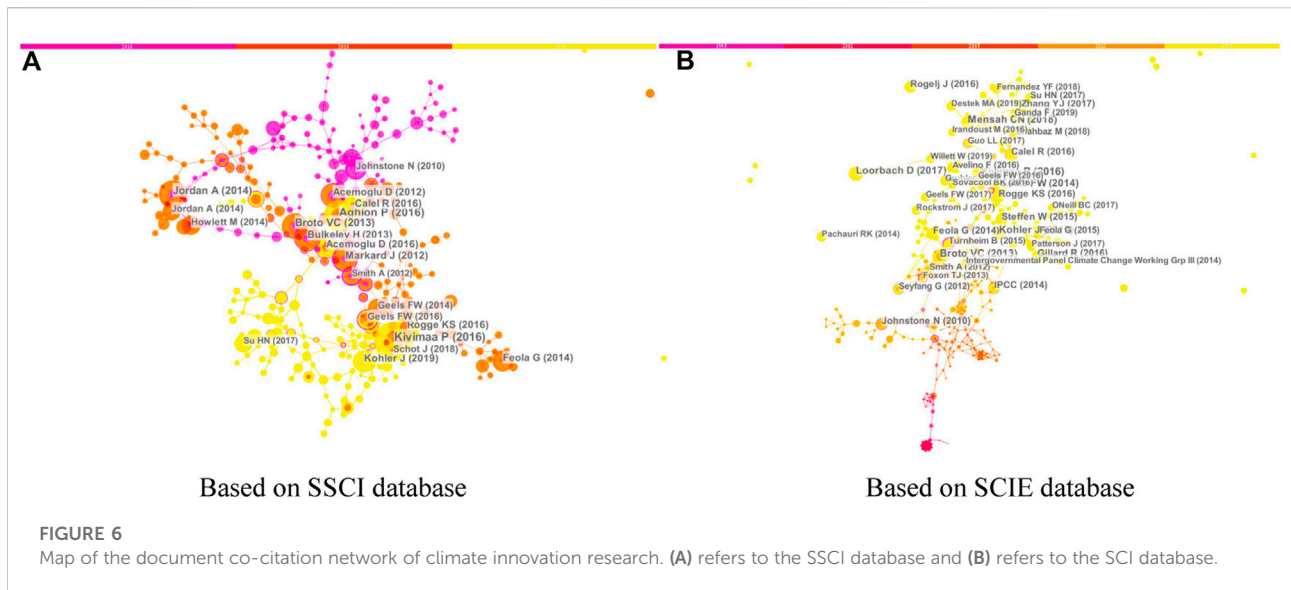 A
B
Johnstone N (2010)
Acemoglu D (2012)
Calel R (2016)
Aghion P (2016)
Jordan A (2014)
Jordan A (2014)
Howlett M (2014)
Broto VC (2013)
Bulkeley H (2013)
Acemoglu D (2016)
Markard J (2012)
Smith A (2012)
Geels FW (2014)
Geels FW (2016)
Rogge KS (2016)
Kivimaa P (2016)
Su HN (2017)
Schot J (2018)
Kohler J (2019)
Feola G (2014)
Rogelj J (2016)
Fernandez YF (2018)
Su HN (2017)
Destek MA (2019)
Zhang YJ (2017)
Ganda F (2019)
Mensah CN (2018)
Irandoust M (2016)
ahbaz M (2018)
Guo LL (2017)
Calel R (2016)
Willett W (2019)
Avelino F (2016)
Loorbach D (2017)
(2016)
Geels FW (2016)
Sovacool BK (2016)
W (2014)
Geels FW (2017)
Rogge KS (2016)
Rockstrom J (2017)
ONeill BC (2017)
Steffen W (2015)
Pachauri RK (2014)
Feola G (2014)
Kohler J
Feola G (2015)
Turnheim B (2015)
Patterson J (2017)
Broto VC (2013)
Gillard R (2016)
Intergovernmental Panel Climate Change Working Grp III (2014)
Smith A (2012)
Foxon TJ (2013)
Seyfang G (2012)
IPCC (2014)
Johnstone N (2010)
Based on SSCI database
Based on SCIE database
FIGURE 6
Map of the document co-citation network of climate innovation research. (A) refers to the SSCI database and (B) refers to the SCI database.